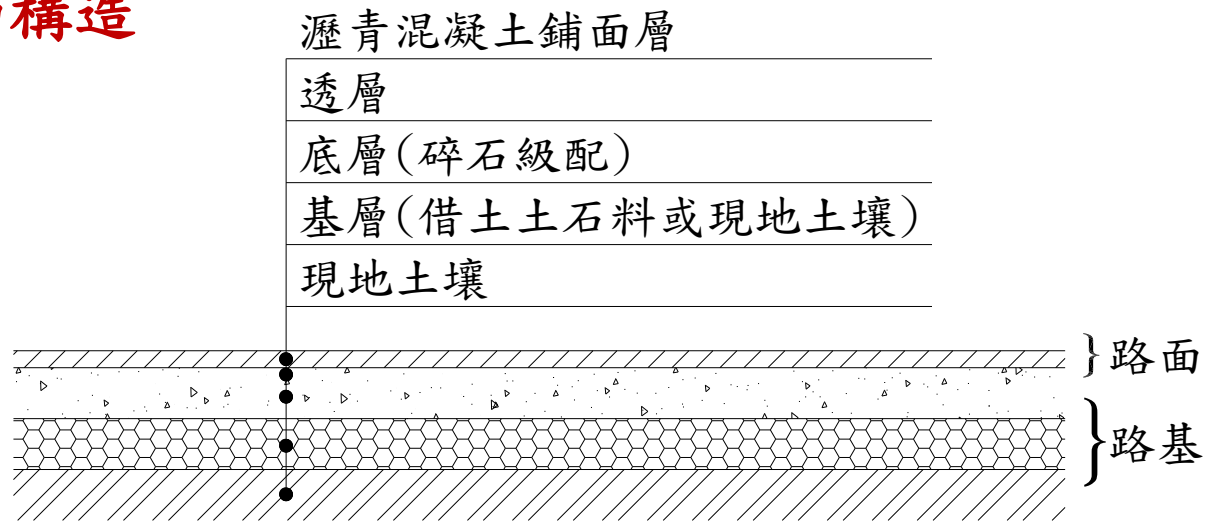 構造
瀝青混凝土鋪面層
透層
底層(碎石級配)
基層(借土土石料或現地土壤)
現地土壤
路面
路基